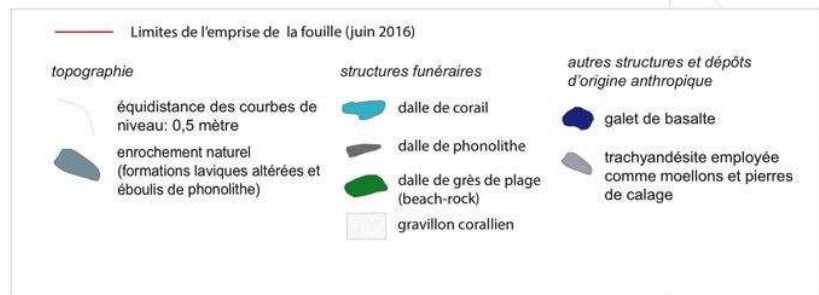 Limites de l'emprise de la fouille (juin 2016)
topographie
équidistance des courbes de
niveau: 0,5 mètre
enrochement naturel
(formations laviques altérées et
éboulis de phonolithe)
structures funéraires
dalle de corail
dalle de phonolithe
dalle de grès de plage
(beach-rock)
gravillon corallien
autres structures et dépôts
d'origine anthropique
galet de basalte
trachyandésite employée
comme moellons et pierres
de calage